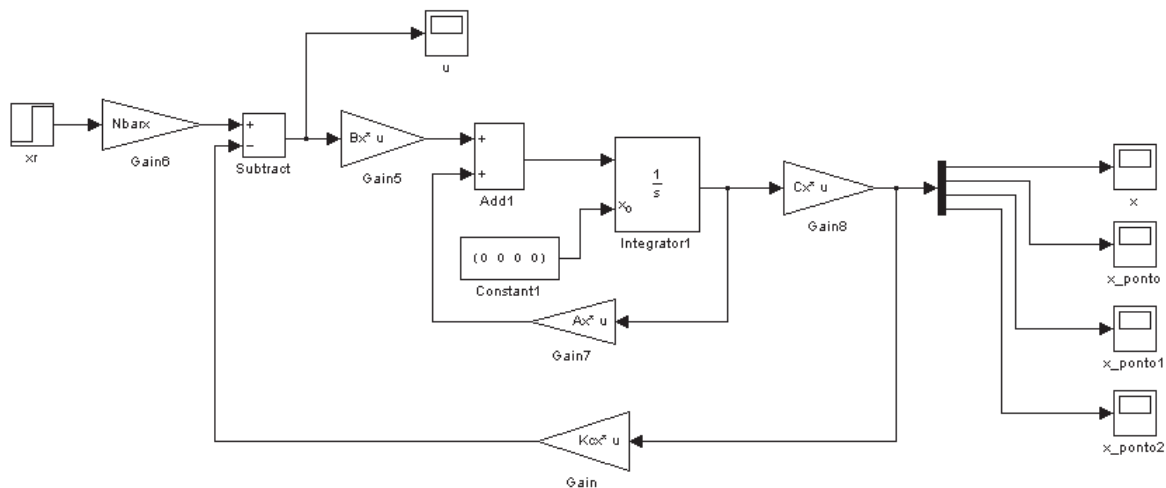 u
Nbarx
xr
Gain6
+
−
Subtract
Bx* u
Gain5
+
+
Add1
1
s
xo
Integrator1
(0 0 0 0)
Constant1
Cx* u
Gain8
Ax* u
Gain7
Kcx* u
Gain
x
x_ponto
x_ponto1
x_ponto2